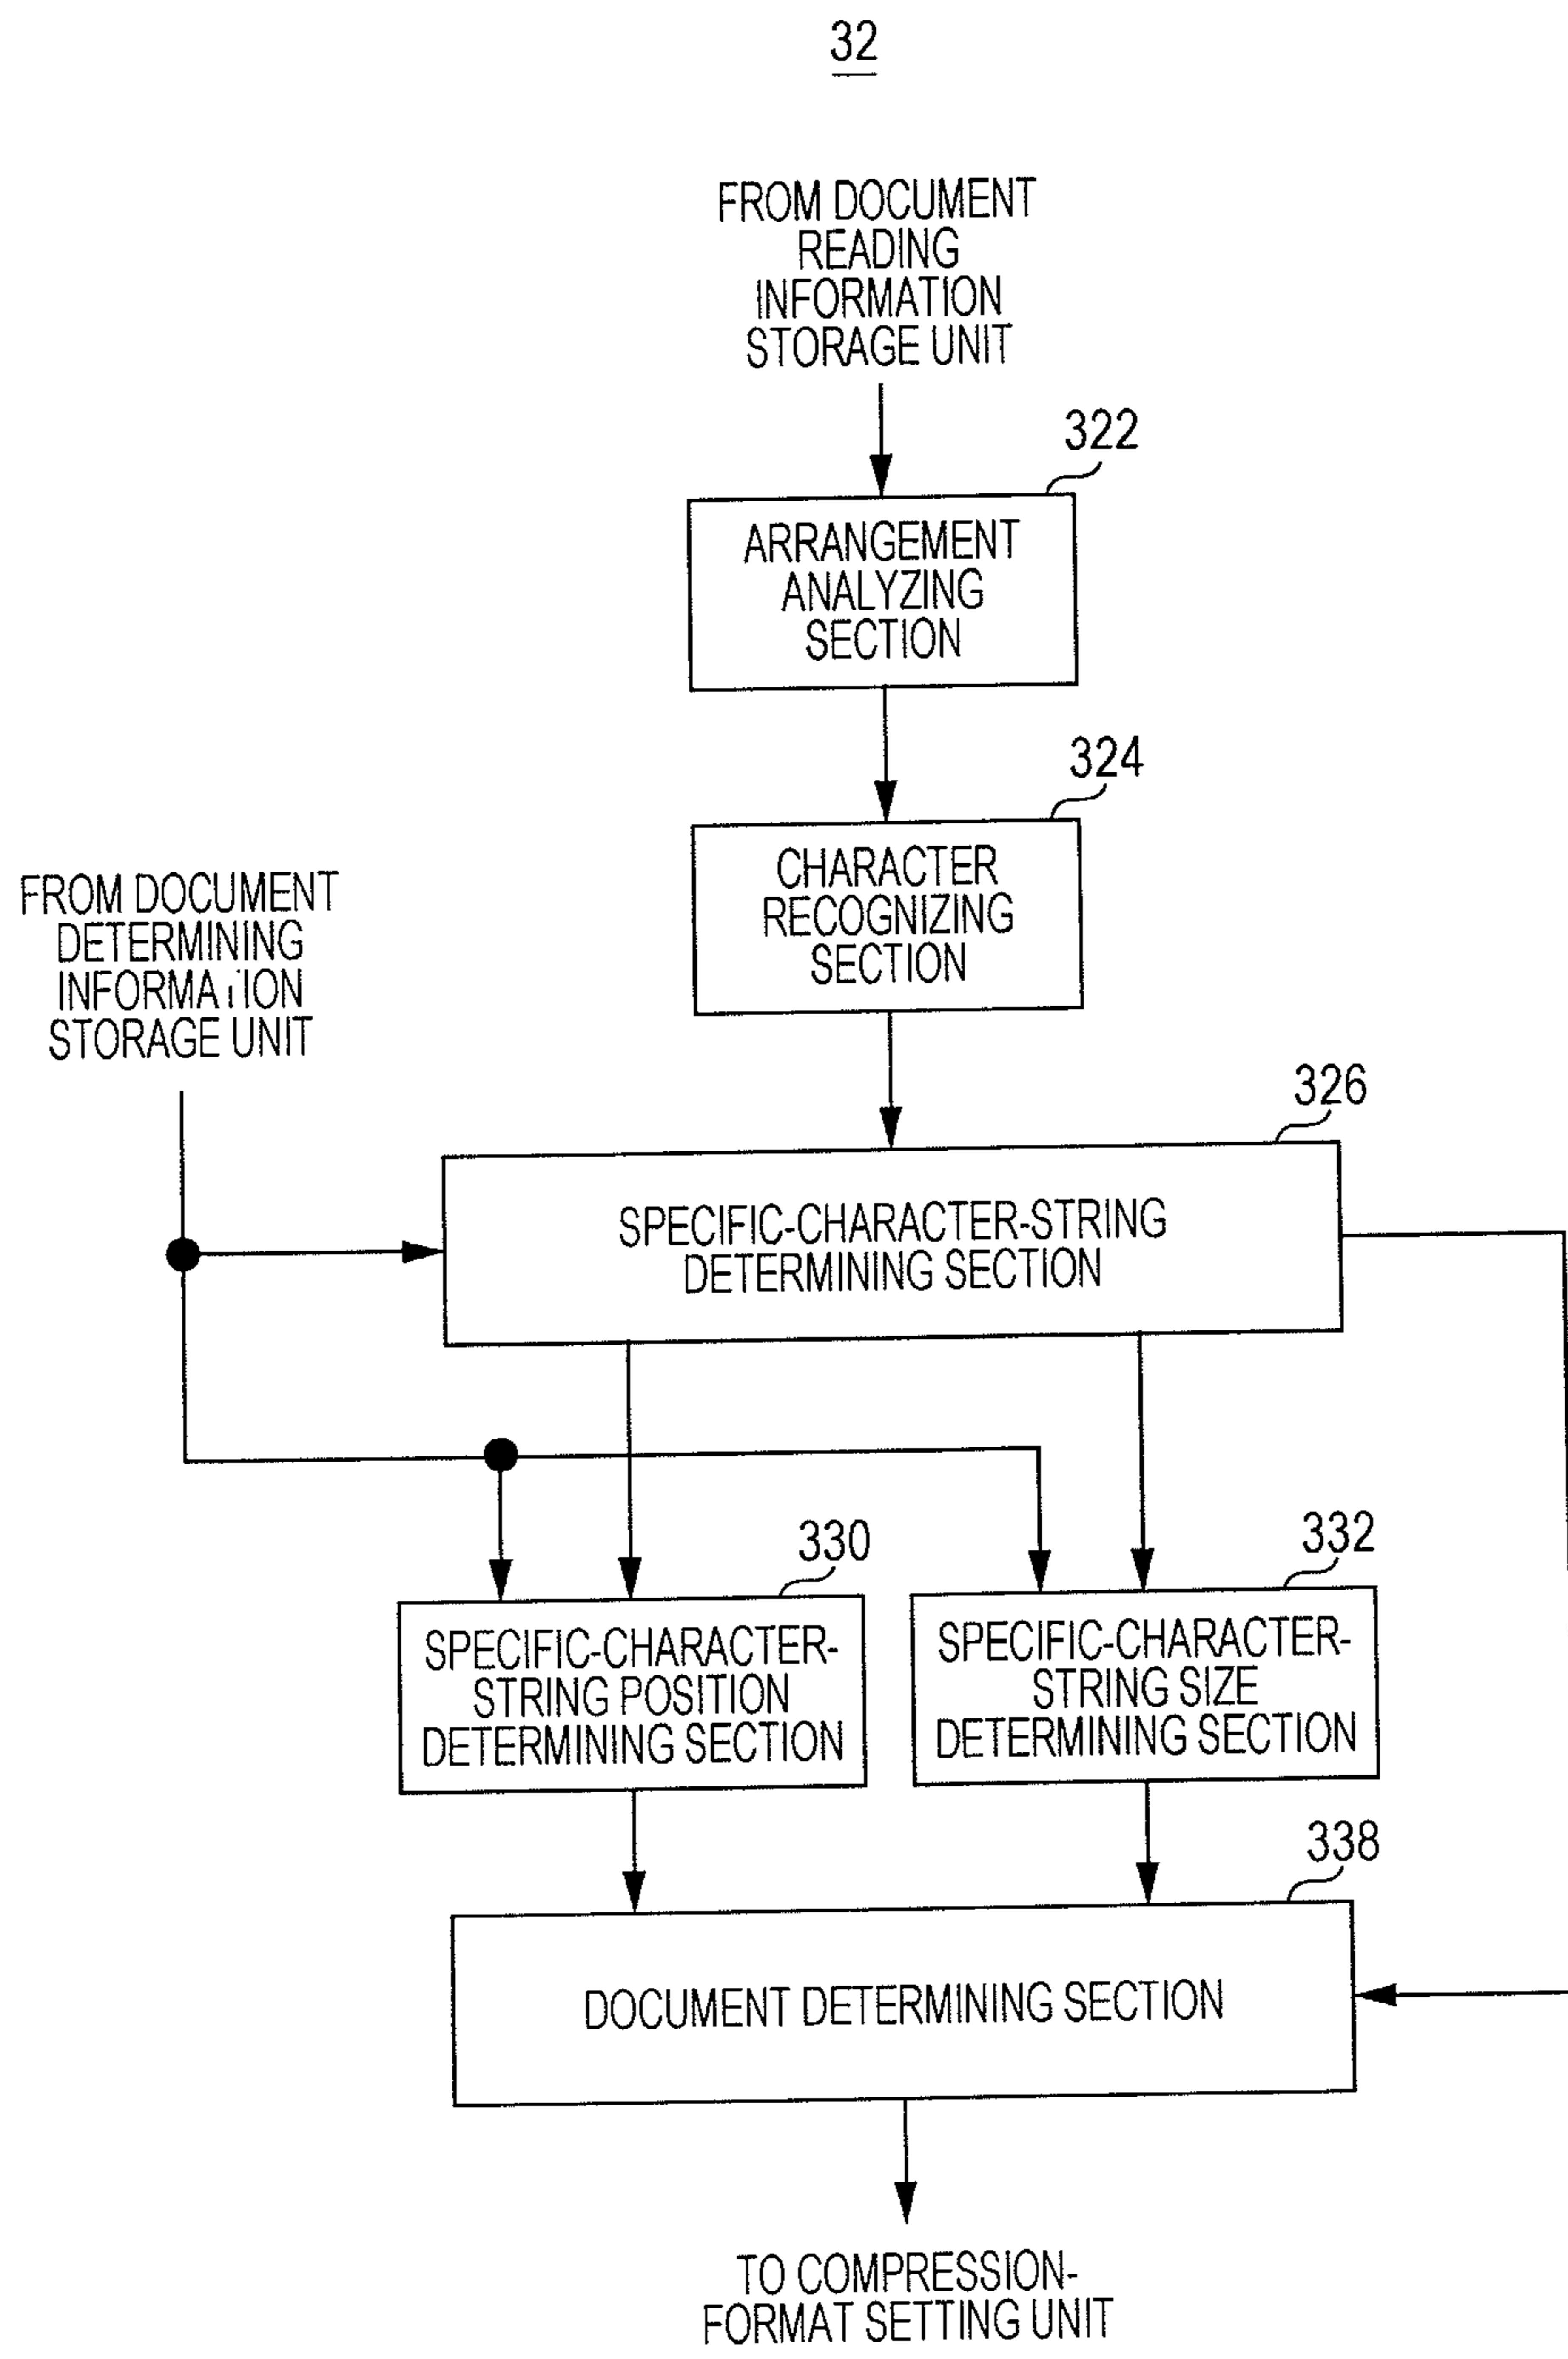 32
FROM DOCUMENT
READING
INFORMATION
STORAGE UNIT
322
ARRANGEMENT
ANALYZING
SECTION
324
CHARACTER
RECOGNIZING
SECTION
FROM DOCUMENT
DETERMINING
INFORMATION
STORAGE UNIT
326
SPECIFIC-CHARACTER-STRING
DETERMINING SECTION
330
SPECIFIC-CHARACTER-
STRING POSITION
DETERMINING SECTION
332
SPECIFIC-CHARACTER-
STRING SIZE
DETERMINING SECTION
338
DOCUMENT DETERMINING SECTION
TO COMPRESSION-
FORMAT SETTING UNIT